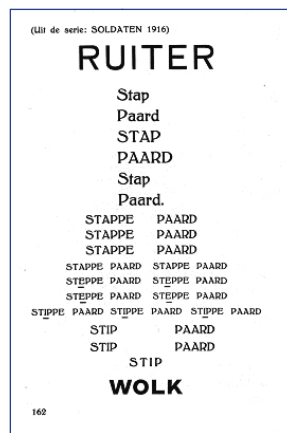 (Uit de serie: SOLDATEN 1916)
RUITER
Stap
Paard
STAP
PAARD
Stap
Paard.
STAPPE PAARD
STAPPE PAARD
STAPPE PAARD
STAPPE PAARD STAPPE PAARD
STEPPE PAARD STEPPE PAARD
STEPPE PAARD STEPPE PAARD
STIPPE PAARD STIPPE PAARD STIPPE PAARD
STIP PAARD
STIP PAARD
STIP
WOLK
162